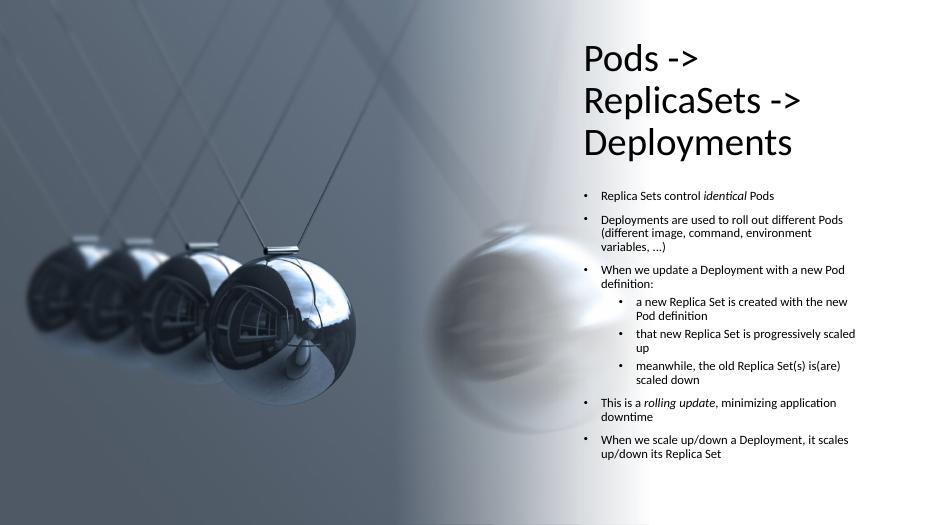 Pods ->
ReplicaSets ->
Deployments
• Replica Sets control identical Pods
• Deployments are used to roll out different Pods
(different image, command, environment
variables, ...)
• When we update a Deployment with a new Pod
definition:
• a new Replica Set is created with the new
Pod definition
• that new Replica Set is progressively scaled
up
• meanwhile, the old Replica Set(s) is(are)
scaled down
• This is a rolling update, minimizing application
downtime
• When we scale up/down a Deployment, it scales
up/down its Replica Set